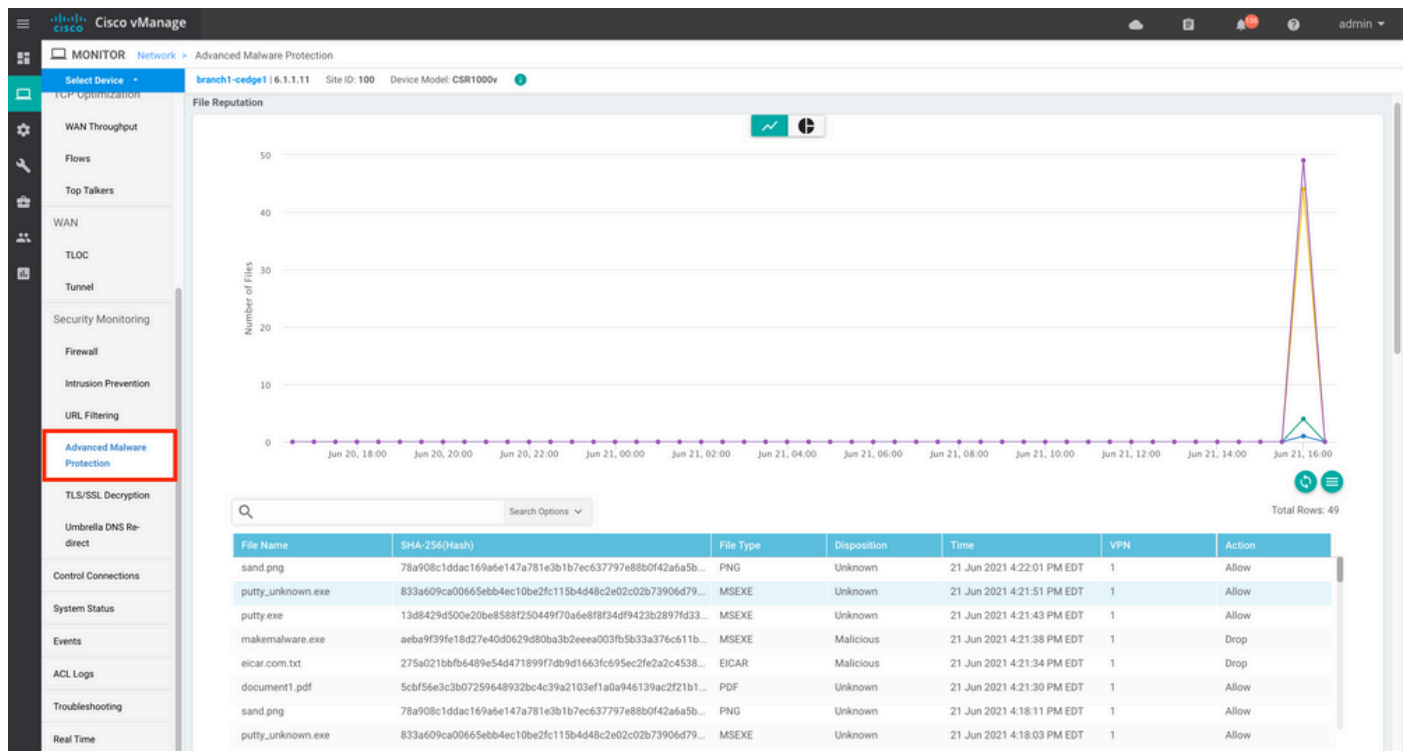 cisco Cisco vManage
136
admin
MONITOR Network > Advanced Malware Protection
Select Device
branch1-cedge1 | 6.1.1.11 Site ID: 100 Device Model: CSR1000v
TCP Optimization
WAN Throughput
Flows
Top Talkers
WAN
TLOC
Tunnel
Security Monitoring
Firewall
Intrusion Prevention
URL Filtering
Advanced Malware
Protection
TLS/SSL Decryption
Umbrella DNS Re-
direct
Control Connections
System Status
Events
ACL Logs
Troubleshooting
Real Time
File Reputation
Number of Files
50
40
30
20
10
0
Jun 20, 18:00 Jun 20, 20:00 Jun 20, 22:00 Jun 21, 00:00 Jun 21, 02:00 Jun 21, 04:00 Jun 21, 06:00 Jun 21, 08:00 Jun 21, 10:00 Jun 21, 12:00 Jun 21, 14:00 Jun 21, 16:00
Search Options
Total Rows: 49
File Name SHA-256(Hash) File Type Disposition Time VPN Action
sand.png 78a908c1ddac169a6e147a781e3b1b7ec637797e88b0f42a6a5b... PNG Unknown 21 Jun 2021 4:22:01 PM EDT 1 Allow
putty_unknown.exe 833a609ca00665ebb4ec10be2fc115b4d48c2e02c02b73906d79... MSEXE Unknown 21 Jun 2021 4:21:51 PM EDT 1 Allow
putty.exe 13d8429d500e20be8588f250449f70a6e8f8f34df9423b2897fd33... MSEXE Unknown 21 Jun 2021 4:21:43 PM EDT 1 Allow
makemalware.exe aeba9f39fe18d27e40d0629d80ba3b2eeea003fb5b33a376c611b... MSEXE Malicious 21 Jun 2021 4:21:38 PM EDT 1 Drop
eicar.com.txt 275a021bbfb6489e54d471899f7db9d1663fc695ec2fe2a2c4538... EICAR Malicious 21 Jun 2021 4:21:34 PM EDT 1 Drop
document1.pdf 5cbf56e3c3b07259648932bc4c39a2103ef1a0a946139ac2f21b1... PDF Unknown 21 Jun 2021 4:21:30 PM EDT 1 Allow
sand.png 78a908c1ddac169a6e147a781e3b1b7ec637797e88b0f42a6a5b... PNG Unknown 21 Jun 2021 4:18:11 PM EDT 1 Allow
putty_unknown.exe 833a609ca00665ebb4ec10be2fc115b4d48c2e02c02b73906d79... MSEXE Unknown 21 Jun 2021 4:18:03 PM EDT 1 Allow